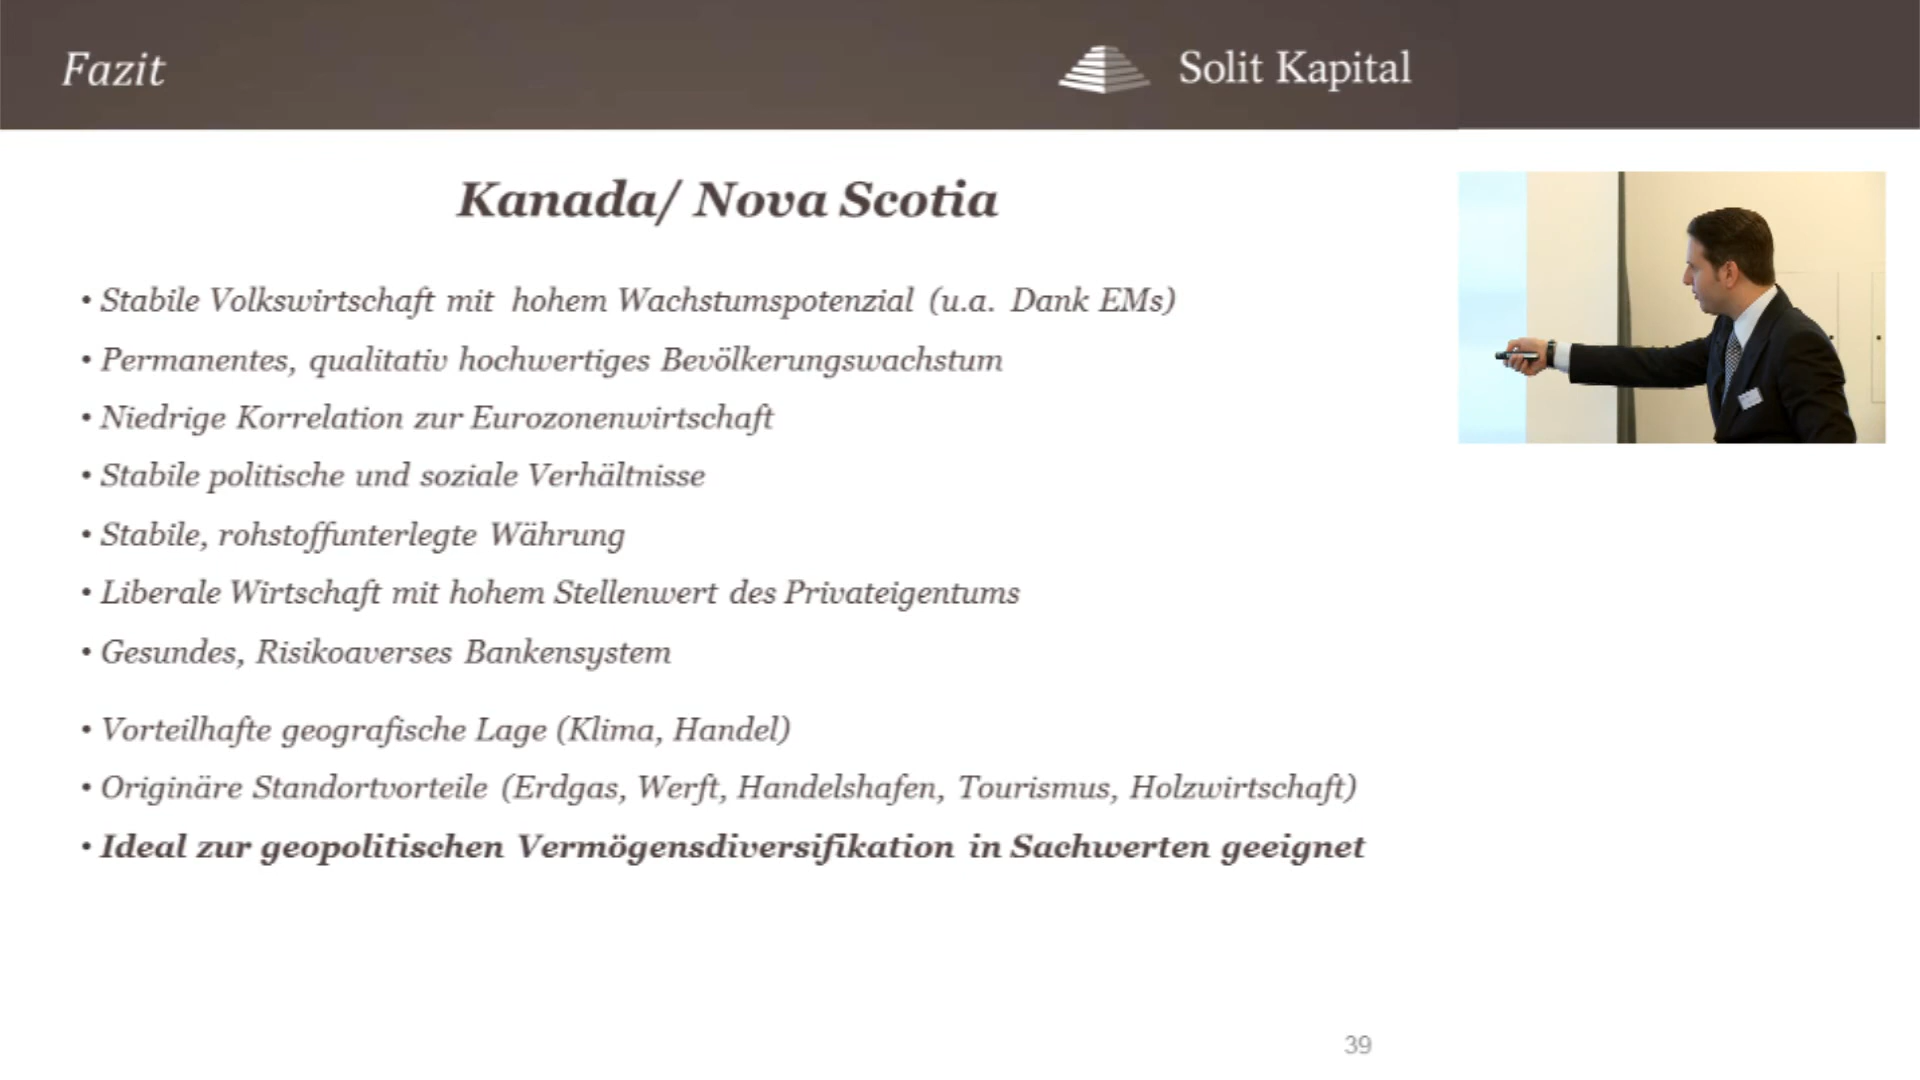 Fazit
Solit Kapital
Kanada/ Nova Scotia
• Stabile Volkswirtschaft mit hohem Wachstumspotenzial (u.a. Dank EMs)
• Permanentes, qualitativ hochwertiges Bevölkerungswachstum
• Niedrige Korrelation zur Eurozonenwirtschaft
• Stabile politische und soziale Verhältnisse
• Stabile, rohstoffunterlegte Währung
• Liberale Wirtschaft mit hohem Stellenwert des Privateigentums
• Gesundes, Risikoaverses Bankensystem
• Vorteilhafte geografische Lage (Klima, Handel)
• Originäre Standortvorteile (Erdgas, Werft, Handelshafen, Tourismus, Holzwirtschaft)
• Ideal zur geopolitischen Vermögensdiversifikation in Sachwerten geeignet
39